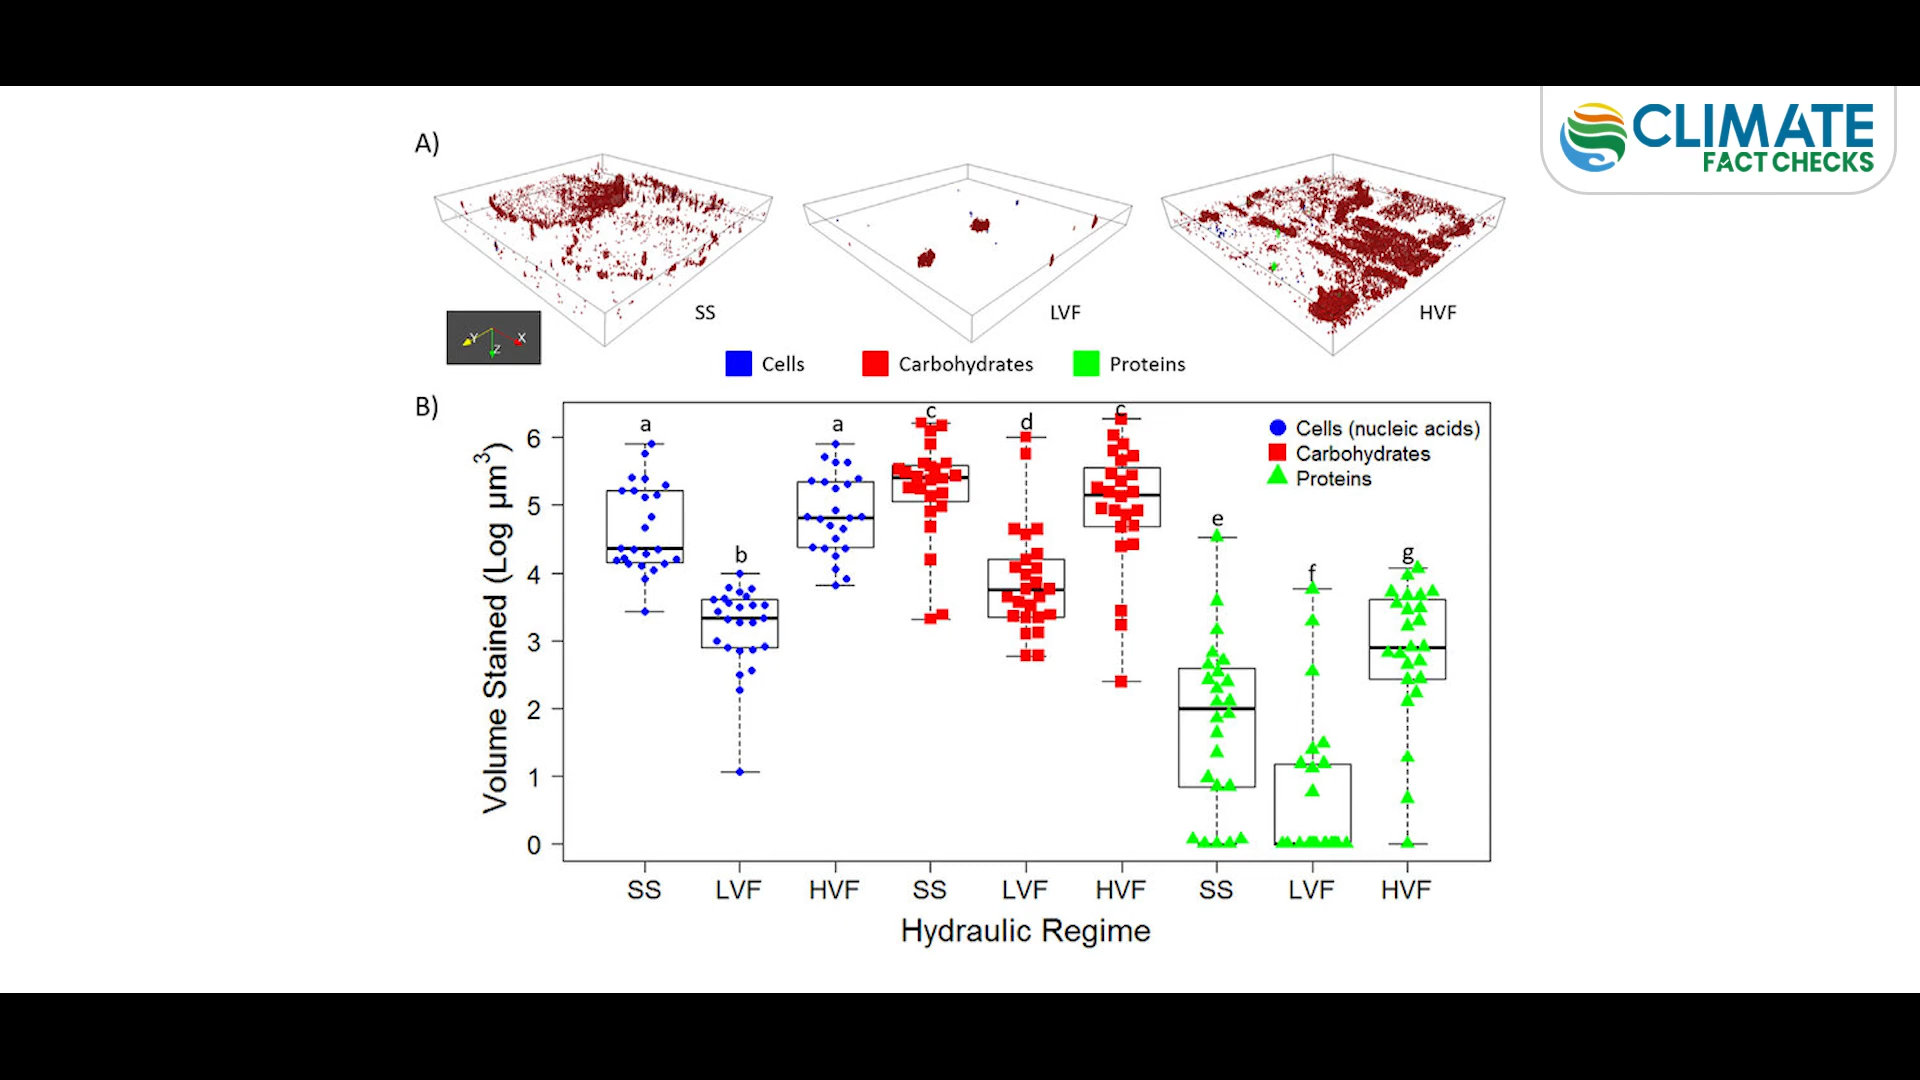 CLIMATE
FACT CHECKS
A)
SS
LVF
HVF
Y
X
Z
Cells
Carbohydrates
Proteins
B)
a
b
a
c
d
c
e
f
g
Cells (nucleic acids)
Carbohydrates
Proteins
Volume Stained (Log µm³)
6
5
4
3
2
1
0
SS LVF HVF SS LVF HVF SS LVF HVF
Hydraulic Regime